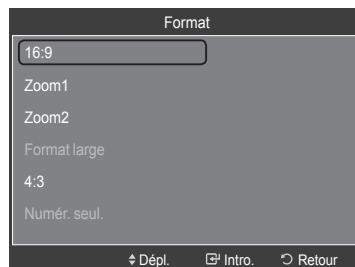 Format
16:9
Zoom1
Zoom2
Format large
4:3
Numér. seul.
Dépl. Intro. Retour